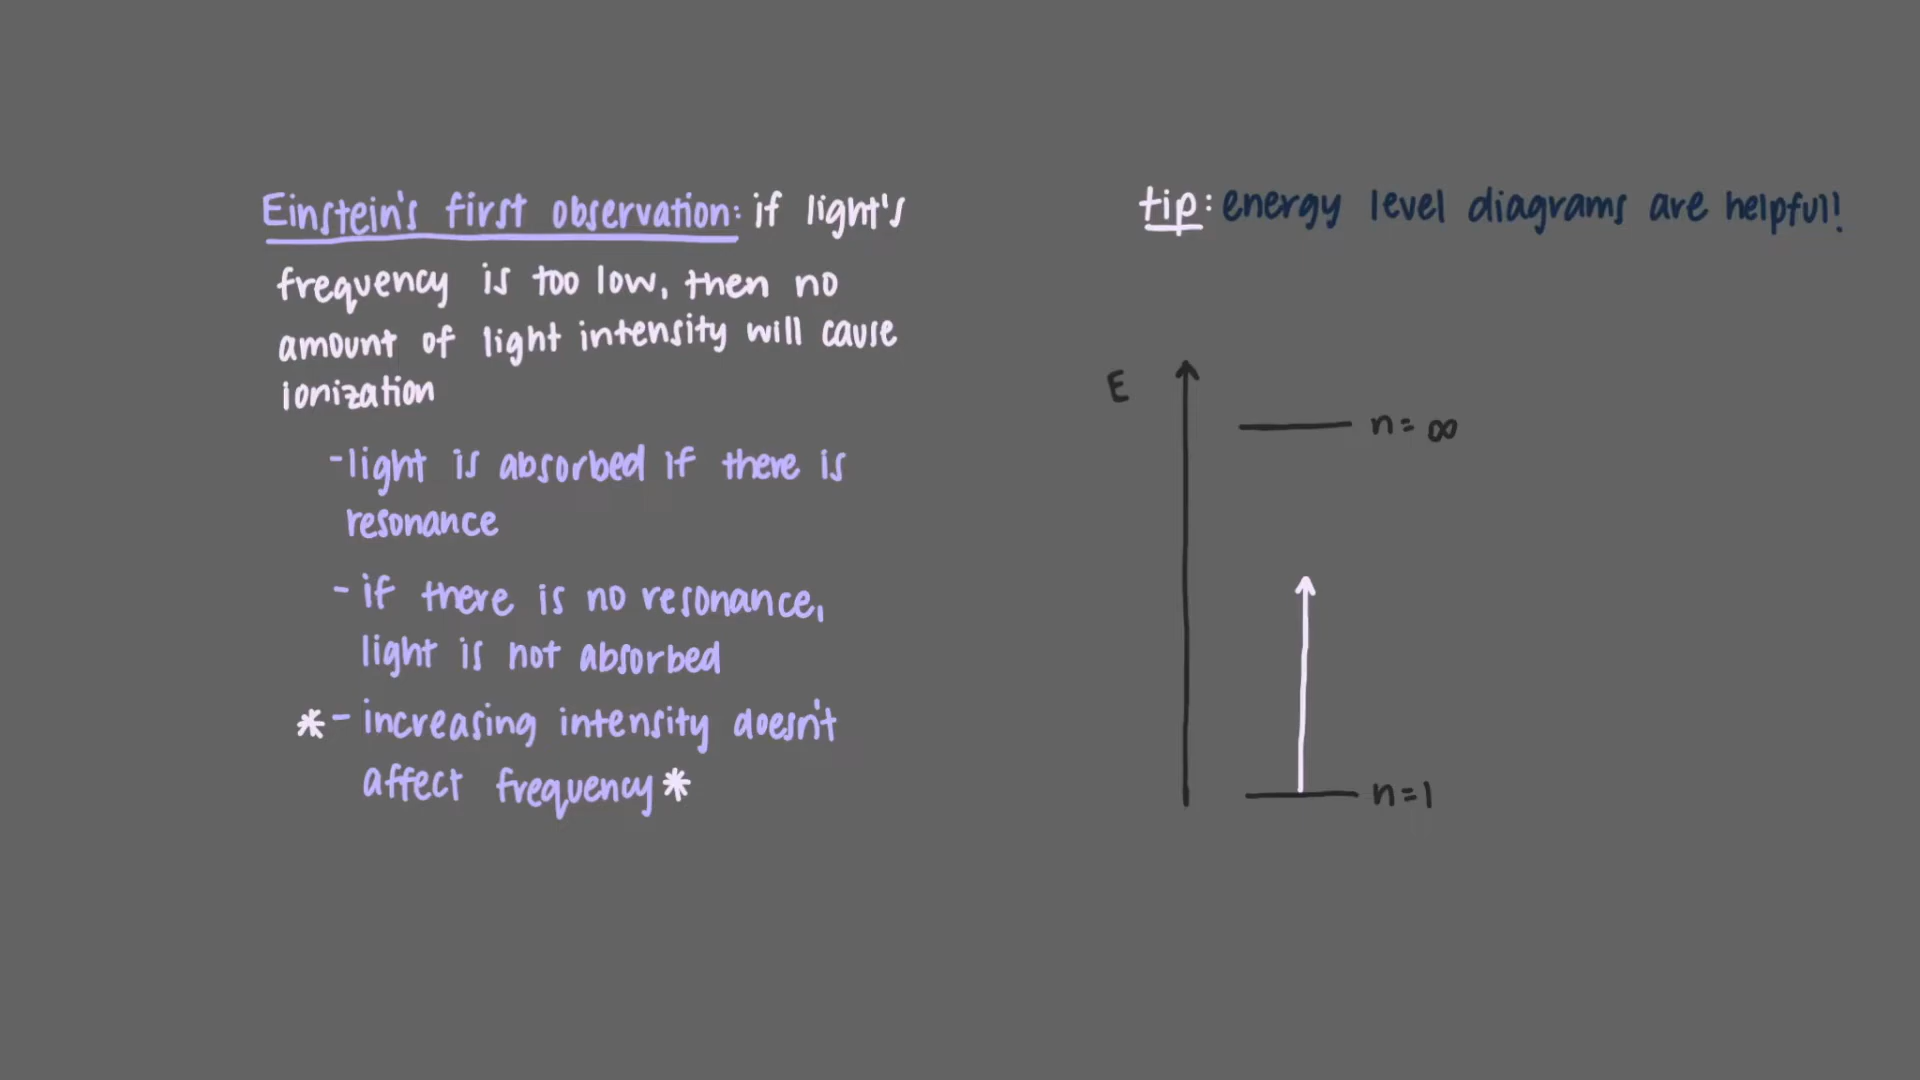 Einstein's first observation: if light's
frequency is too low, then no
amount of light intensity will cause
ionization
-light is absorbed if there is
resonance
- if there is no resonance,
light is not absorbed
*- increasing intensity doesn't
affect frequency*
tip: energy level diagrams are helpful!
E
n= ∞
n=1